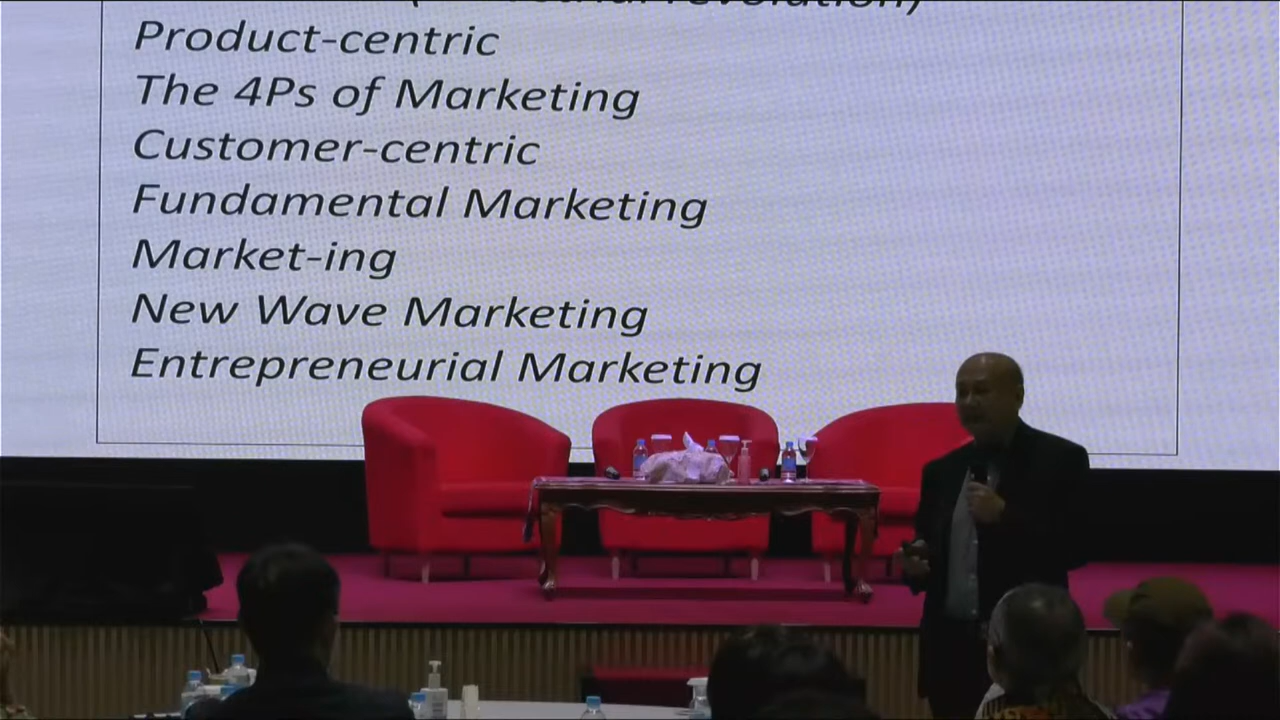 Product-centric
The 4Ps of Marketing
Customer-centric
Fundamental Marketing
Market-ing
New Wave Marketing
Entrepreneurial Marketing